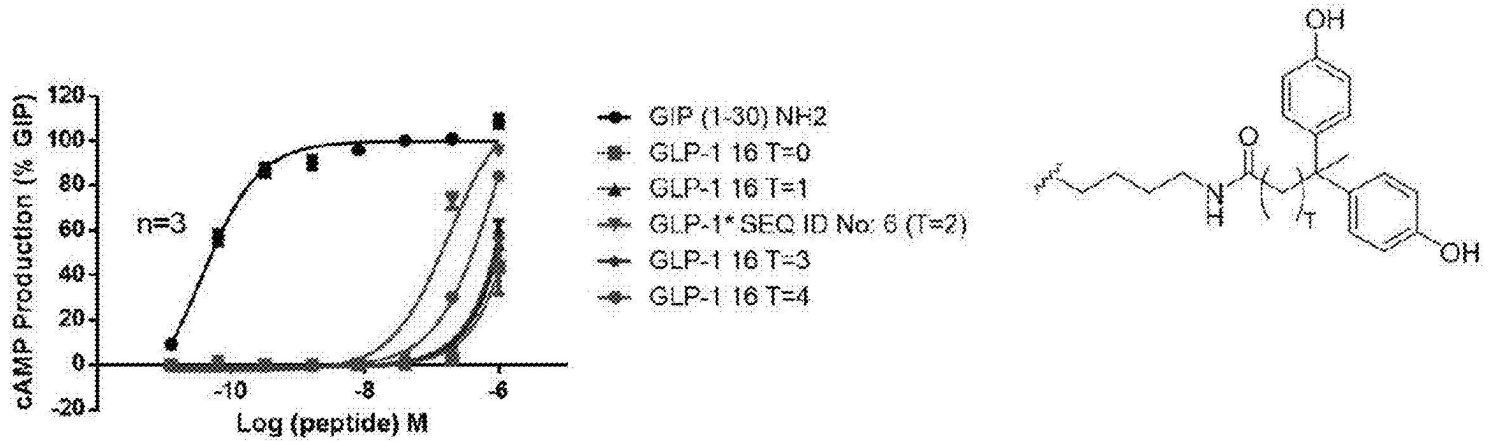 120
100
80
60
40
20
0
-20
cAMP Production (% GIP)
n=3
-10
-8
-6
Log (peptide) M
GIP (1-30) NH2
GLP-1 16 T=0
GLP-1 16 T=1
GLP-1* SEQ ID No: 6 (T=2)
GLP-1 16 T=3
GLP-1 16 T=4
OH
O
N
H
T
OH